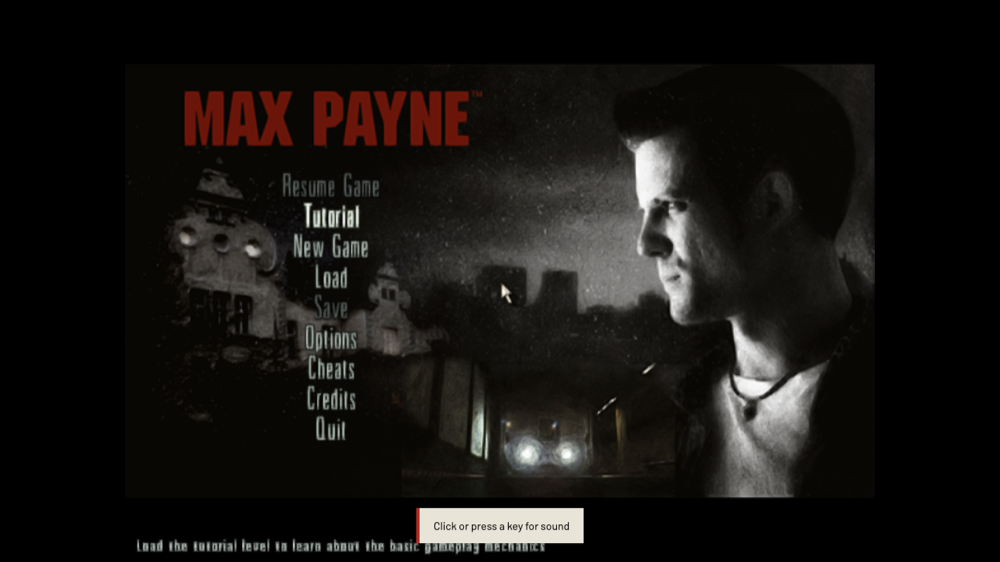 MAX PAYNE™
Resume Game
Tutorial
New Game
Load
Save
Options
Cheats
Credits
Quit
Click or press a key for sound
Load the tutorial level to learn about the basic gameplay mechanics